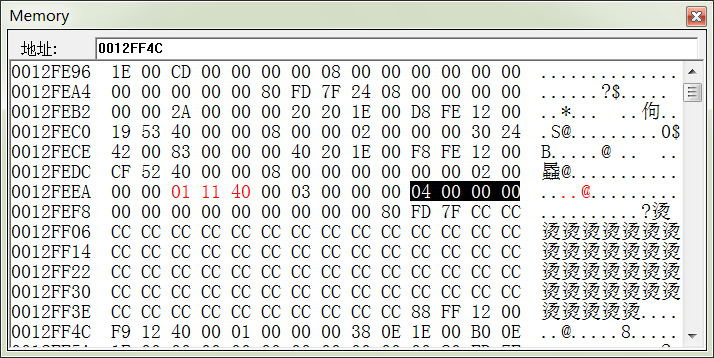 Memory
地址: 0012FF4C
0012FE96 1E 00 CD 00 00 00 00 08 00 00 00 00 00 00 ..............
0012FEA4 00 00 00 00 00 80 FD 7F 24 08 00 00 00 00 ......?$.....
0012FEB2 00 00 2A 00 00 00 20 20 1E 00 D8 FE 12 00 ..*...  ..佝..
0012FEC0 19 53 40 00 00 08 00 00 02 00 00 00 30 24 .S@.........0$
0012FECE 42 00 83 00 00 00 40 20 1E 00 F8 FE 12 00 B.....@ .. ..
0012FEDC CF 52 40 00 00 08 00 00 00 00 00 00 02 00 蟁@...........
0012FEEA 00 00 01 11 40 00 03 00 00 00 04 00 00 00 ....@.........
0012FEF8 00 00 00 00 00 00 00 00 00 80 FD 7F CC CC ..........?烫
0012FF06 CC CC CC CC CC CC CC CC CC CC CC CC CC CC 烫烫烫烫烫烫烫
0012FF14 CC CC CC CC CC CC CC CC CC CC CC CC CC CC 烫烫烫烫烫烫烫
0012FF22 CC CC CC CC CC CC CC CC CC CC CC CC CC CC 烫烫烫烫烫烫烫
0012FF30 CC CC CC CC CC CC CC CC CC CC CC CC CC CC 烫烫烫烫烫烫烫
0012FF3E CC CC CC CC CC CC CC CC CC CC 88 FF 12 00 烫烫烫烫烫....
0012FF4C F9 12 40 00 01 00 00 00 38 0E 1E 00 B0 0E ..@.....8.....